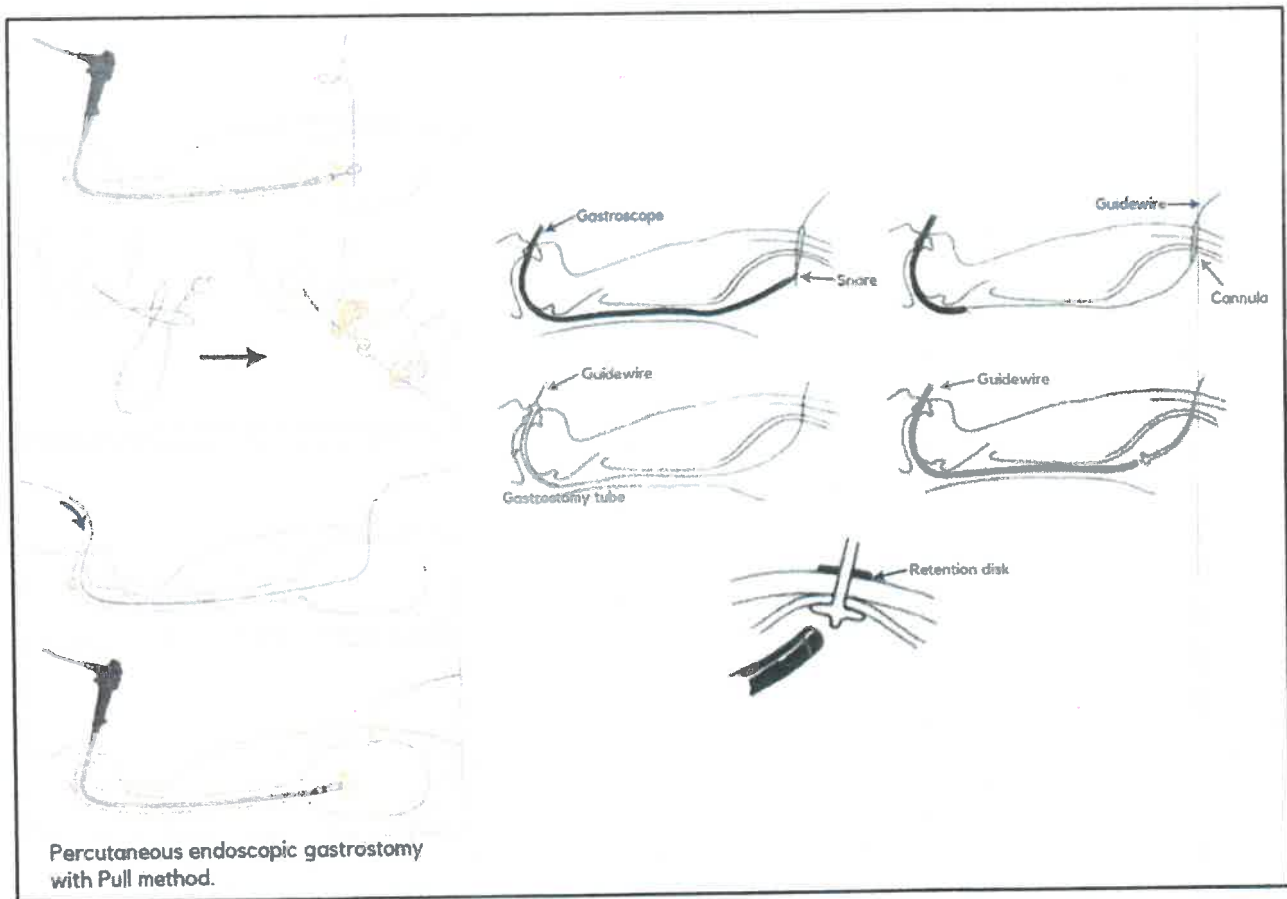 Gastroscope
Snare
Guidewire
Cannula
Guidewire
Gastrostomy tube
Guidewire
Retention disk
Percutaneous endoscopic gastrostomy
with Pull method.